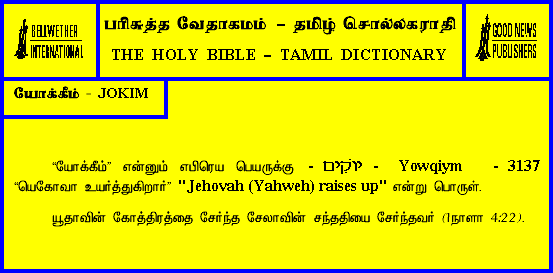 BELLWETHER
INTERNATIONAL
பரிசுத்த வேதாகமம் – தமிழ் சொல்லகராதி
THE HOLY BIBLE – TAMIL DICTIONARY
GOOD NEWS
PUBLISHERS
யோக்கீம் - JOKIM
“யோக்கீம்” என்னும் எபிரெய பெயருக்கு - יוֹקִים - Yowqiym - 3137
“யெகோவா உயர்த்துகிறார்” "Jehovah (Yahweh) raises up" என்று பொருள்.
யூதாவின் கோத்திரத்தை சேர்ந்த சேலாவின் சந்ததியை சேர்ந்தவர் (1நாளா 4:22).